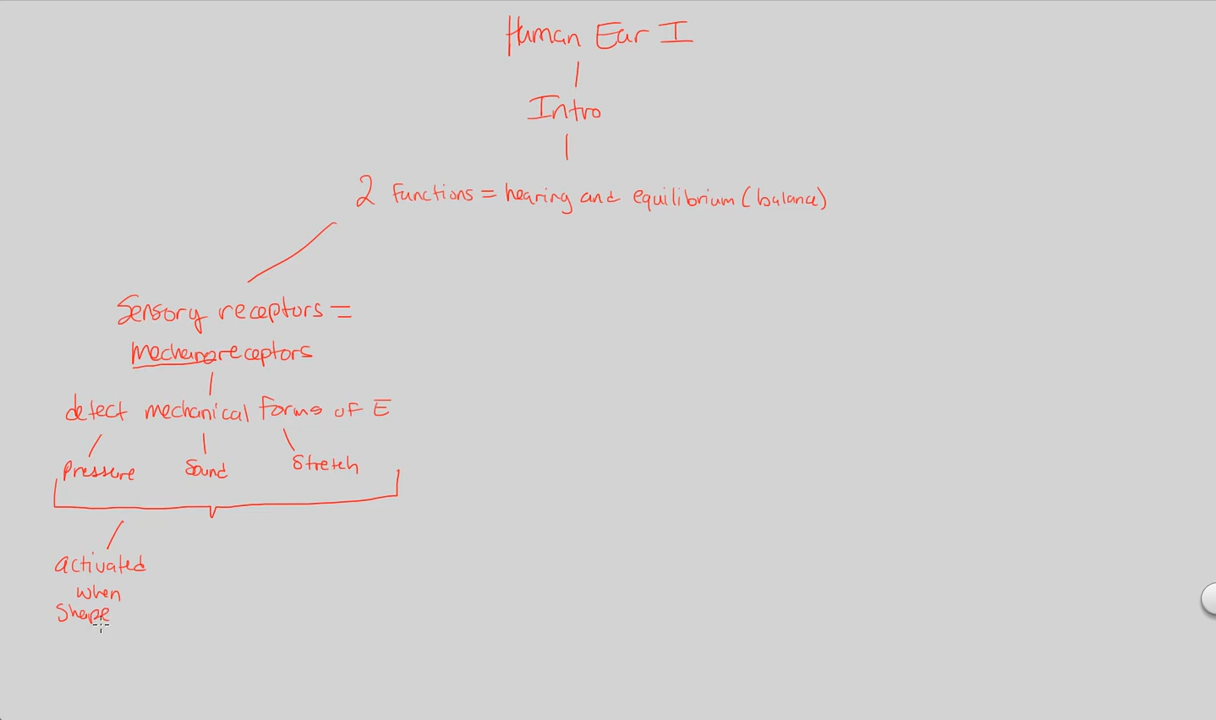 Human Ear I
Intro
2 Functions = hearing and equilibrium (balance)
Sensory receptors =
mechanoreceptors
detect mechanical forms of E
Pressure Sound Stretch
activated
when
Shape